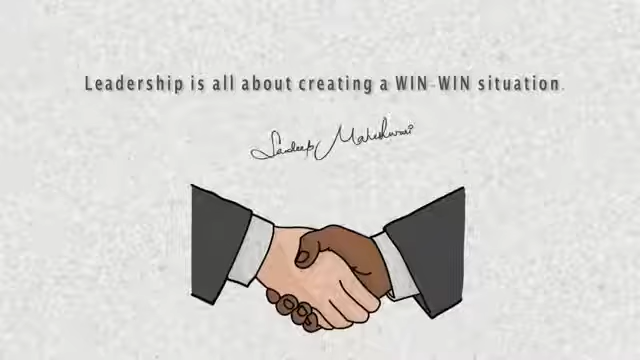 Leadership is all about creating a WIN-WIN situation.
Sandeep Maheshwari